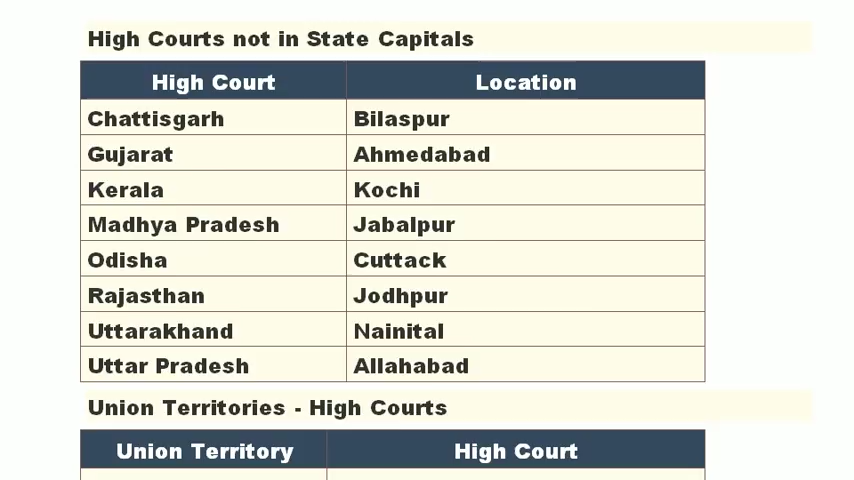 High Courts not in State Capitals
High Court Location
Chattisgarh Bilaspur
Gujarat Ahmedabad
Kerala Kochi
Madhya Pradesh Jabalpur
Odisha Cuttack
Rajasthan Jodhpur
Uttarakhand Nainital
Uttar Pradesh Allahabad
Union Territories - High Courts
Union Territory High Court